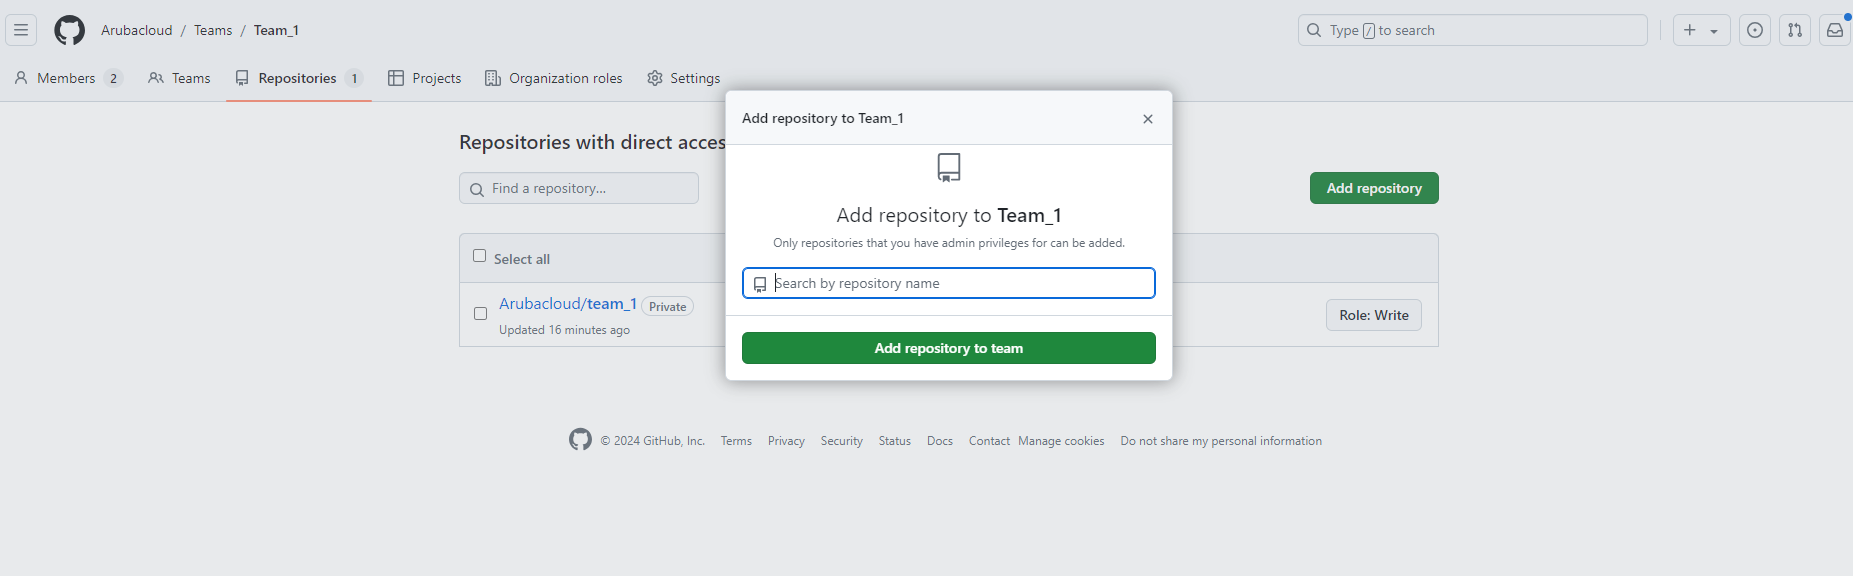 Arubacloud / Teams / Team_1
Type / to search
Members 2 Teams Repositories 1 Projects Organization roles Settings
Add repository to Team_1
Repositories with direct acces
Find a repository...
Add repository
Add repository to Team_1
Only repositories that you have admin privileges for can be added.
Select all
Search by repository name
Arubacloud/team_1 Private
Updated 16 minutes ago
Role: Write
Add repository to team
© 2024 GitHub, Inc. Terms Privacy Security Status Docs Contact Manage cookies Do not share my personal information